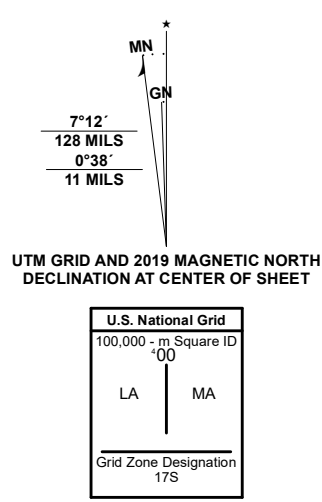 ★
MN
GN
7°12´
128 MILS
0°38´
11 MILS
UTM GRID AND 2019 MAGNETIC NORTH
DECLINATION AT CENTER OF SHEET
U.S. National Grid
100,000 - m Square ID
⁴00
LA MA
Grid Zone Designation
17S